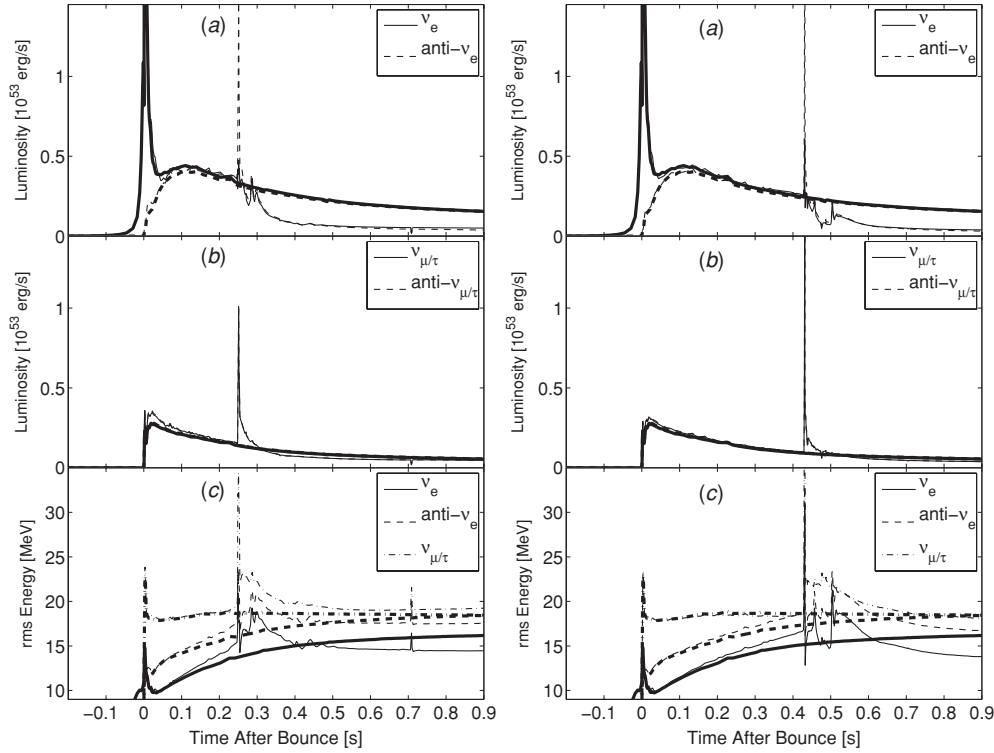 (a)
ν_e
anti−ν_e
Luminosity [10^53 erg/s]
1
0.5
0
(b)
ν_μ/τ
anti−ν_μ/τ
Luminosity [10^53 erg/s]
1
0.5
0
(c)
ν_e
anti−ν_e
ν_μ/τ
rms Energy [MeV]
30
25
20
15
10
−0.1 0 0.1 0.2 0.3 0.4 0.5 0.6 0.7 0.8 0.9
Time After Bounce [s]
(a)
ν_e
anti−ν_e
Luminosity [10^53 erg/s]
1
0.5
0
(b)
ν_μ/τ
anti−ν_μ/τ
Luminosity [10^53 erg/s]
1
0.5
0
(c)
ν_e
anti−ν_e
ν_μ/τ
rms Energy [MeV]
30
25
20
15
10
−0.1 0 0.1 0.2 0.3 0.4 0.5 0.6 0.7 0.8 0.9
Time After Bounce [s]